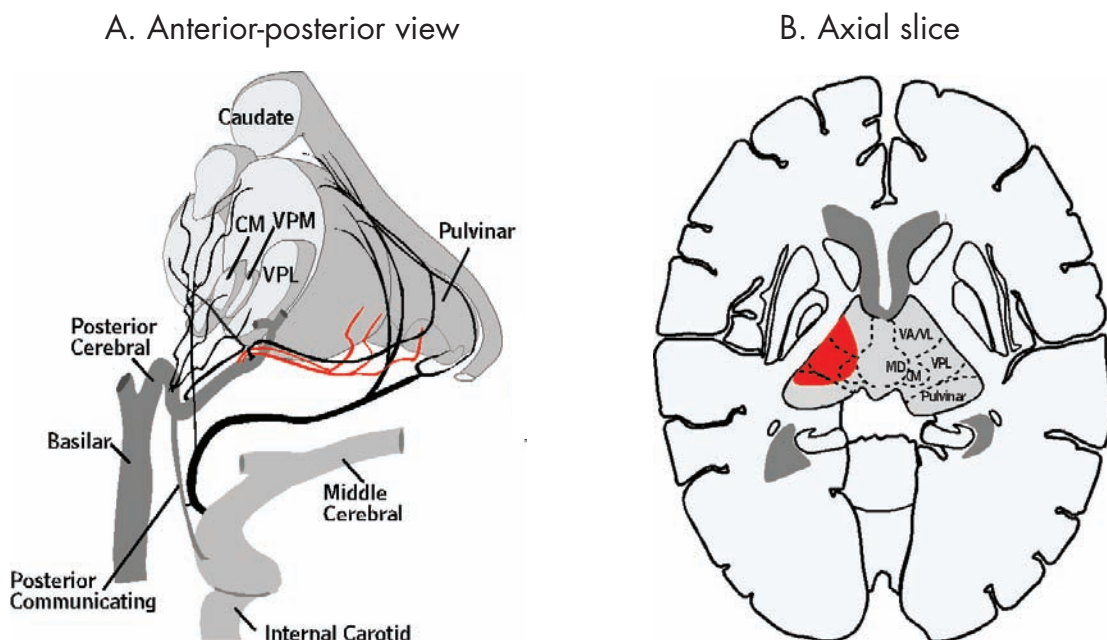 A. Anterior-posterior view
B. Axial slice
Caudate
CM
VPM
VPL
Pulvinar
Posterior
Cerebral
Basilar
Middle
Cerebral
Posterior
Communicating
Internal Carotid
VA/VL
MD
CM
VPL
Pulvinar